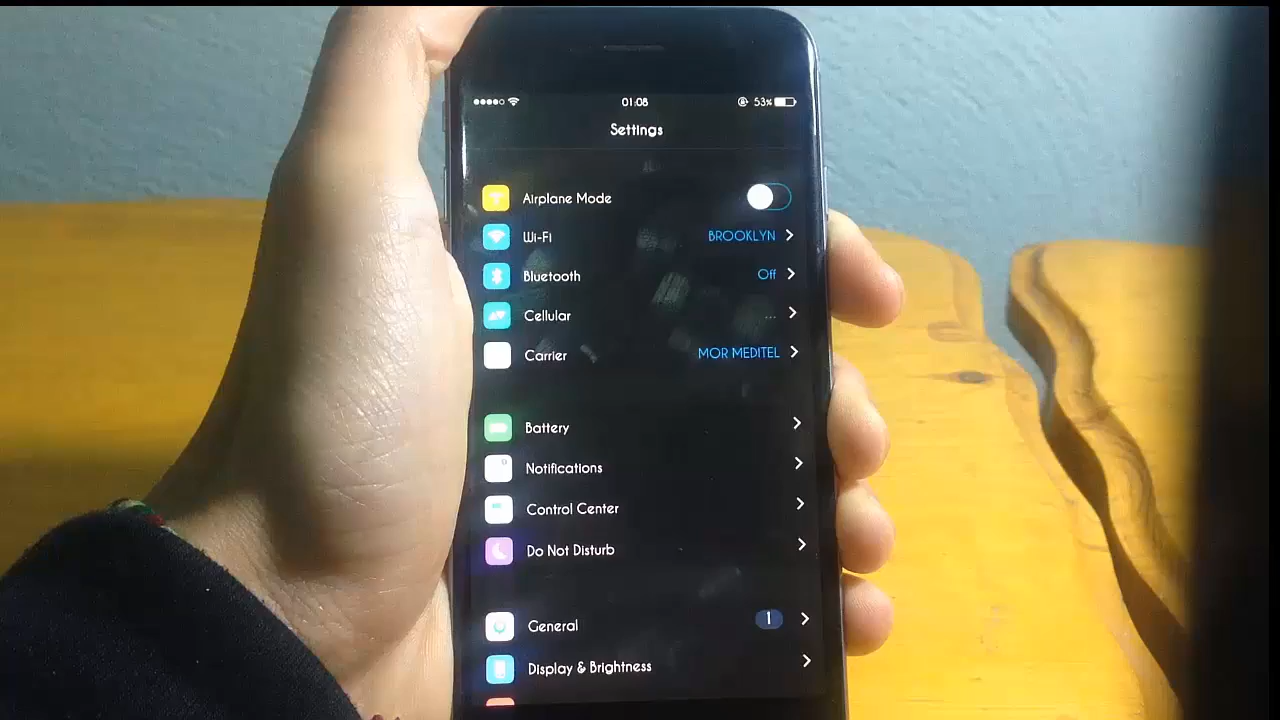 01:08 53%
Settings
Airplane Mode
Wi-Fi BROOKLYN
Bluetooth Off
Cellular ...
Carrier MOR MEDITEL
Battery
Notifications
Control Center
Do Not Disturb
General 1
Display & Brightness